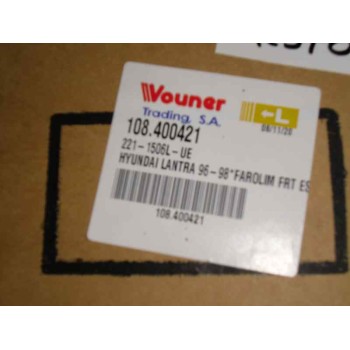 Vouner
Trading, S.A.
←L
108.400421
221-1506L-UE
HYUNDAI LANTRA 96-98"FAROLIM FRT ES
108.400421